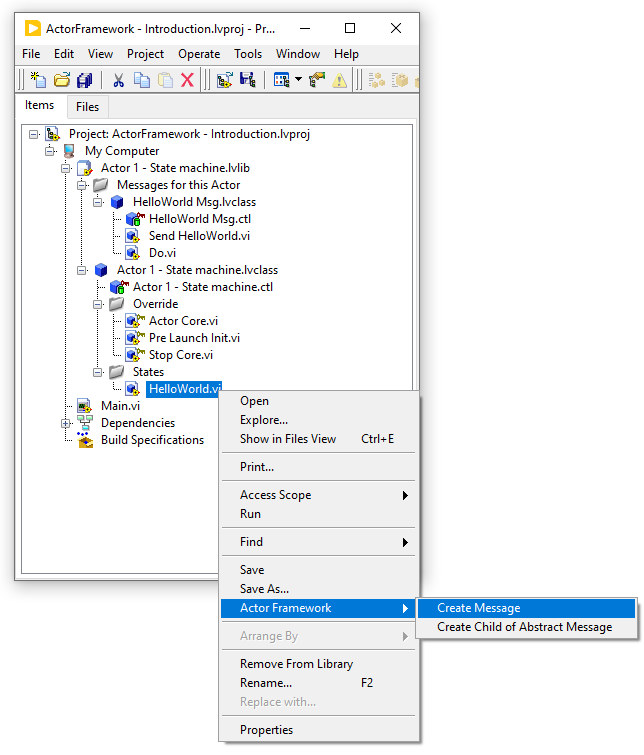 ActorFramework - Introduction.lvproj - Pr...
File Edit View Project Operate Tools Window Help
Items Files
Project: ActorFramework - Introduction.lvproj
My Computer
Actor 1 - State machine.lvlib
Messages for this Actor
HelloWorld Msg.lvclass
HelloWorld Msg.ctl
Send HelloWorld.vi
Do.vi
Actor 1 - State machine.lvclass
Actor 1 - State machine.ctl
Override
Actor Core.vi
Pre Launch Init.vi
Stop Core.vi
States
HelloWorld.vi
Main.vi
Dependencies
Build Specifications
Open
Explore...
Show in Files View Ctrl+E
Print...
Access Scope
Run
Find
Save
Save As...
Actor Framework
Create Message
Create Child of Abstract Message
Arrange By
Remove From Library
Rename... F2
Replace with...
Properties